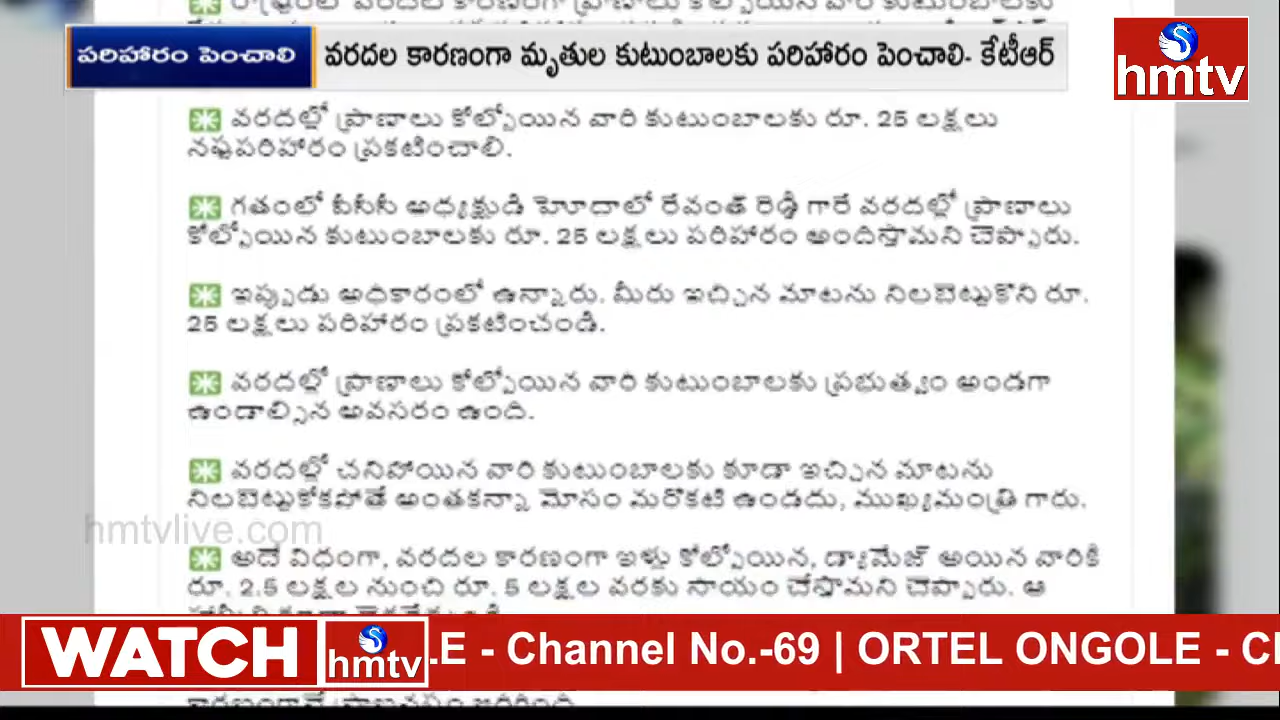 రాష్ట్రంలో వరదల కారణంగా ప్రాణాలు కోల్పోయిన వారి కుటుంబాలకు
పరిహారం పెంచాలి
వరదల కారణంగా మృతుల కుటుంబాలకు పరిహారం పెంచాలి- కేటీఆర్
hmtv
వరదల్లో ప్రాణాలు కోల్పోయిన వారి కుటుంబాలకు రూ. 25 లక్షలు
నష్టపరిహారం ప్రకటించాలి.
గతంలో పీసీసీ అధ్యక్షుడి హెూదాలో రేవంత్ రెడ్డి గారే వరదల్లో ప్రాణాలు
కోల్పోయిన కుటుంబాలకు రూ. 25 లక్షలు పరిహారం అందిస్తామని చెప్పారు.
ఇప్పుడు అధికారంలో ఉన్నారు. మీరు ఇచ్చిన మాటను నిలబెట్టుకొని రూ.
25 లక్షలు పరిహారం ప్రకటించండి.
వరదల్లో ప్రాణాలు కోల్పోయిన వారి కుటుంబాలకు ప్రభుత్వం అండగా
ఉండాల్సిన అవసరం ఉంది.
వరదల్లో చనిపోయిన వారి కుటుంబాలకు కూడా ఇచ్చిన మాటను
నిలబెట్టుకోకపోతే అంతకన్నా మోసం మరొకటి ఉండదు, ముఖ్యమంత్రి గారు.
hmtvlive.com
అదే విధంగా, వరదల కారణంగా ఇళ్లు కోల్పోయిన, డ్యామేజ్ అయిన వారికి
రూ. 2.5 లక్షల నుంచి రూ. 5 లక్షల వరకు సాయం చేస్తామని చెప్పారు. ఆ
WATCH hmtv
.E - Channel No.-69 | ORTEL ONGOLE - C